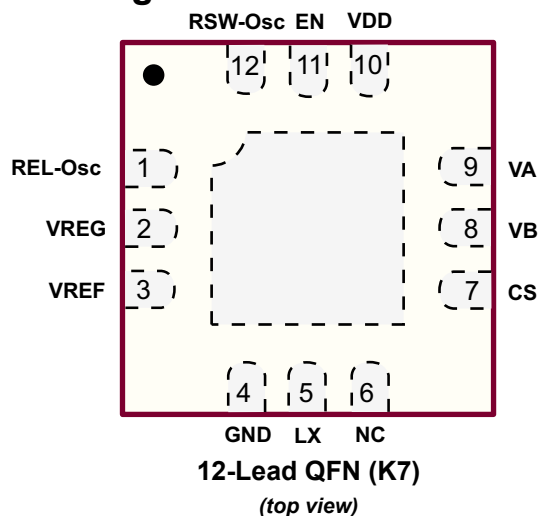 RSW-Osc EN VDD
12 11 10
REL-Osc 1 9 VA
VREG 2 8 VB
VREF 3 7 CS
4 5 6
GND LX NC
12-Lead QFN (K7)
(top view)